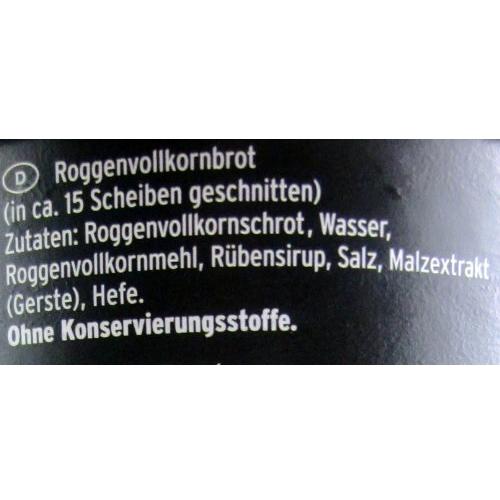 D Roggenvollkornbrot
(in ca. 15 Scheiben geschnitten)
Zutaten: Roggenvollkornschrot, Wasser,
Roggenvollkornmehl, Rübensirup, Salz, Malzextrakt
(Gerste), Hefe.
Ohne Konservierungsstoffe.